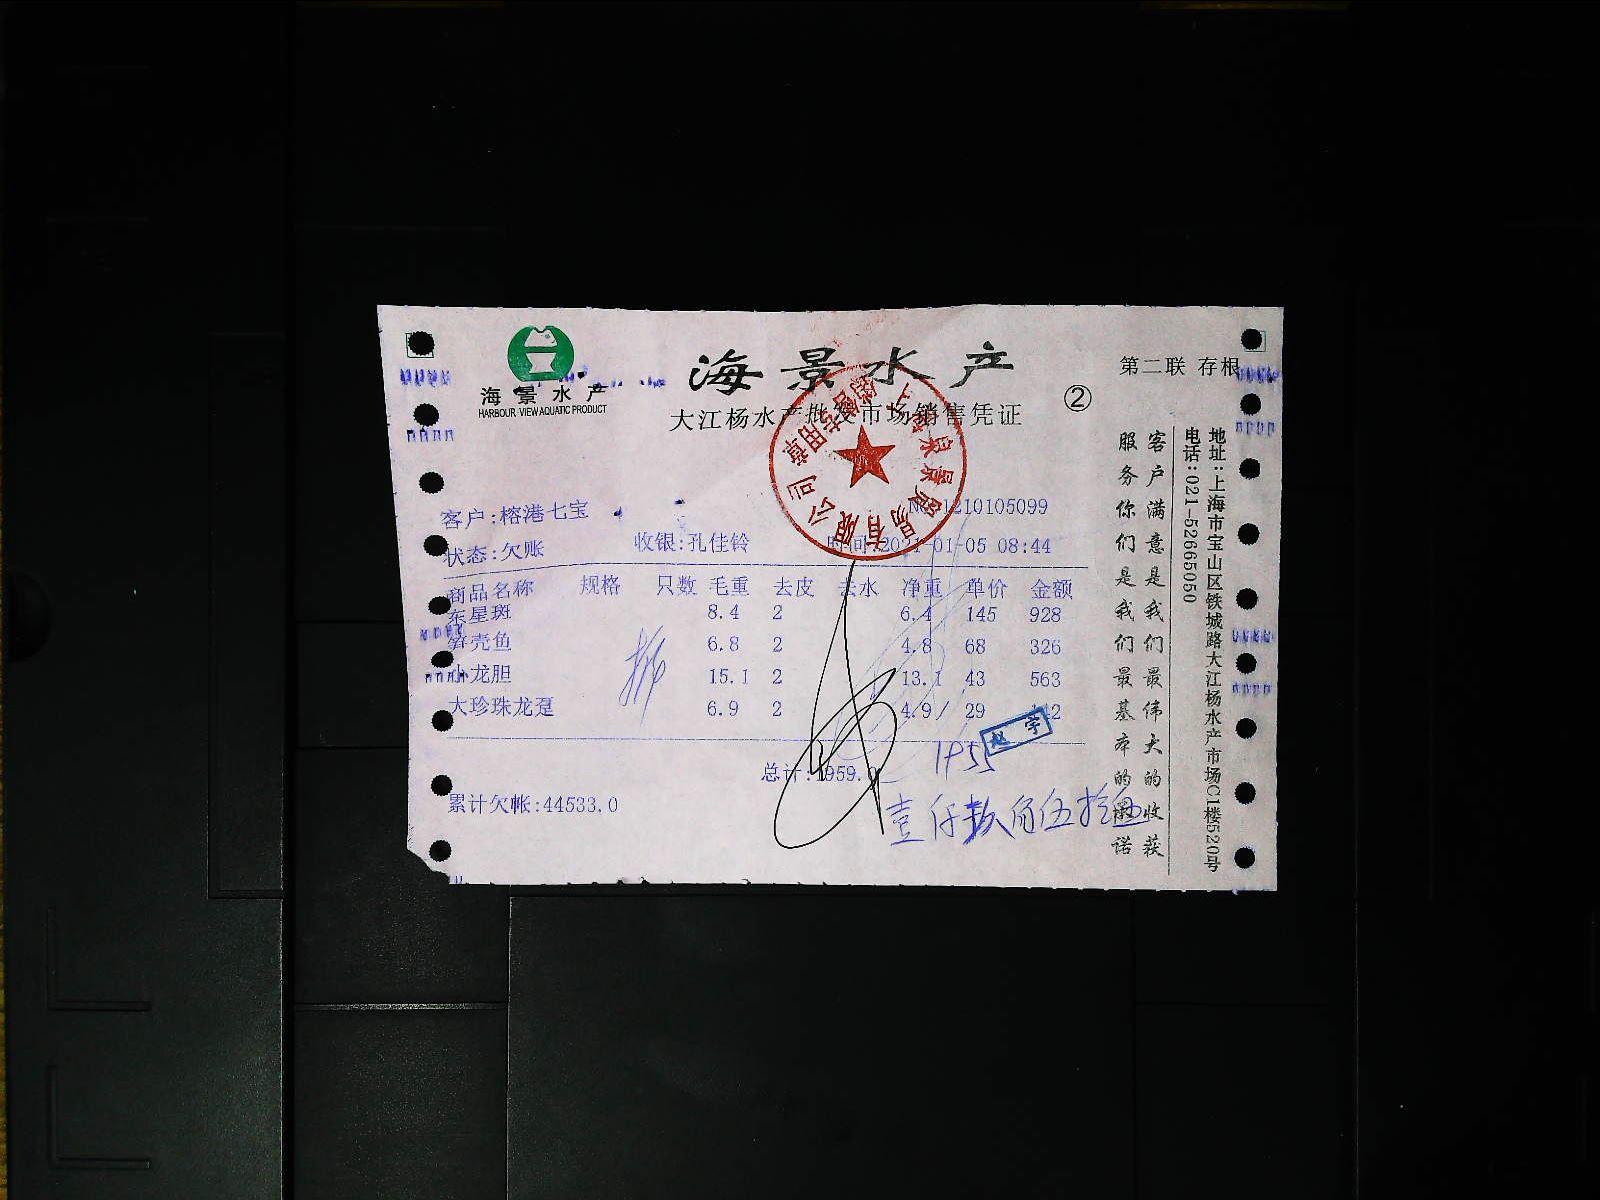 海景水产
HARBOUR VIEW AQUATIC PRODUCT
海景水产
大江杨水产批发市场销售凭证
②
第二联 存根
客户:榕港七宝
1210105099
状态:欠账 收银:孔佳铃 时间:2021-01-05 08:44
商品名称 规格 只数 毛重 去皮 去水 净重 单价 金额
东星斑 8.4 2 6.4 145 928
笋壳鱼 6.8 2 4.8 68 326
小龙胆 15.1 2 13.1 43 563
大珍珠龙趸 6.9 2 4.9 29 142
总计:1959.0
1955
赵宇
累计欠帐:44533.0
壹仟玖佰伍拾伍
客户满意是我们最伟大的收获
服务你们是我们最基本的承诺
地址:上海市宝山区铁城路大江杨水产市场C1楼520号
电话:021-52665050